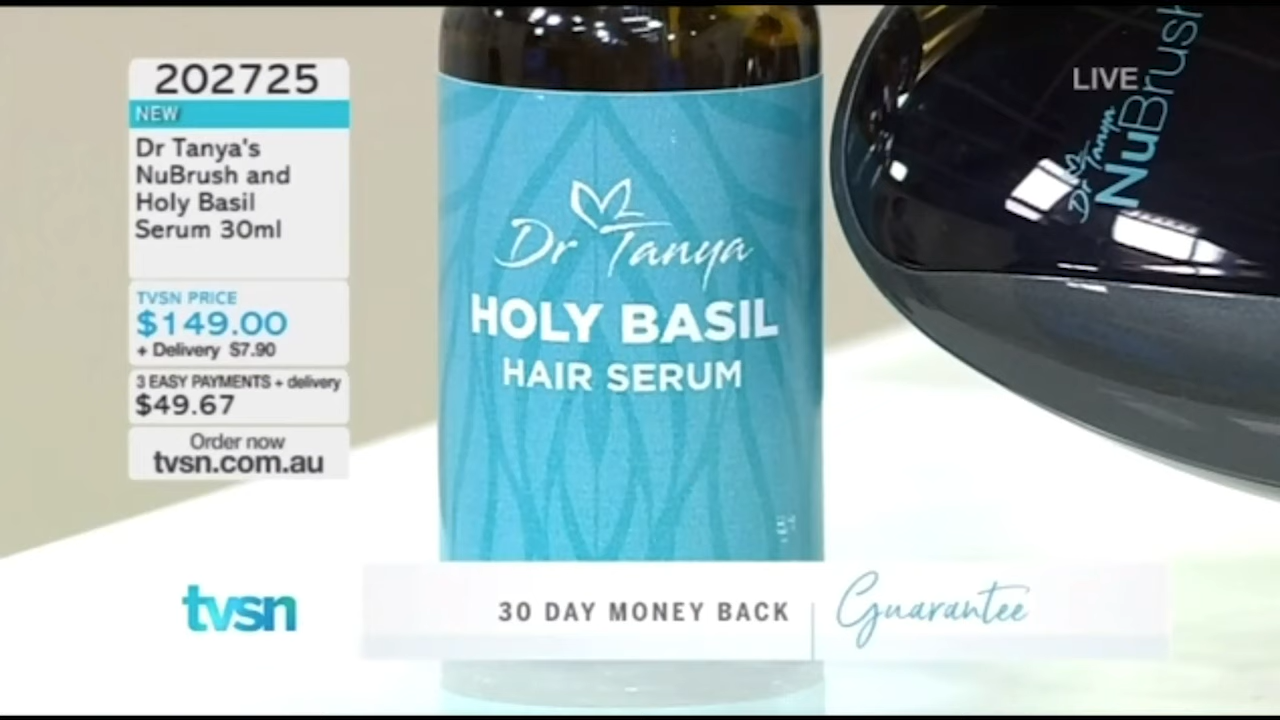 202725
NEW
Dr Tanya's
NuBrush and
Holy Basil
Serum 30ml
TVSN PRICE
$149.00
+ Delivery $7.90
3 EASY PAYMENTS + delivery
$49.67
Order now
tvsn.com.au
Dr Tanya
HOLY BASIL
HAIR SERUM
LIVE
Dr Tanya
NuBrush
tvsn
30 DAY MONEY BACK
Guarantee